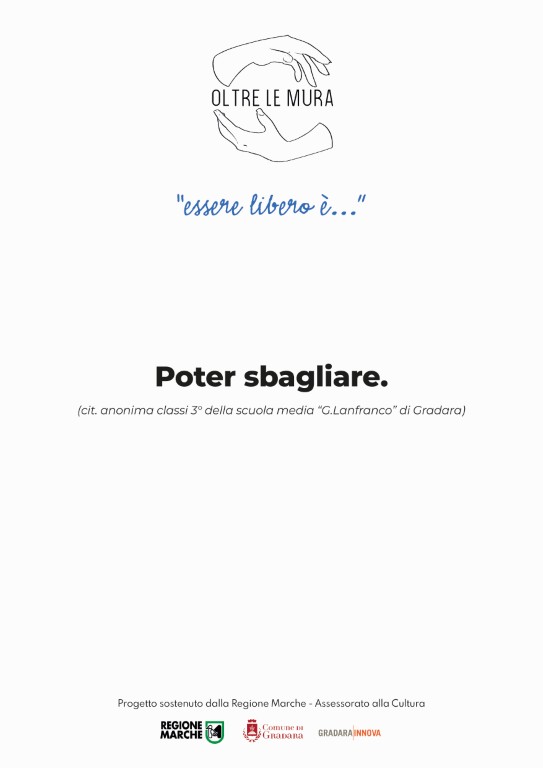 OLTRE LE MURA
"essere libero è..."
Poter sbagliare.
(cit. anonima classi 3° della scuola media “G.Lanfranco” di Gradara)
Progetto sostenuto dalla Regione Marche - Assessorato alla Cultura
REGIONE
MARCHE
Comune di
Gradara
GRADARA INNOVA